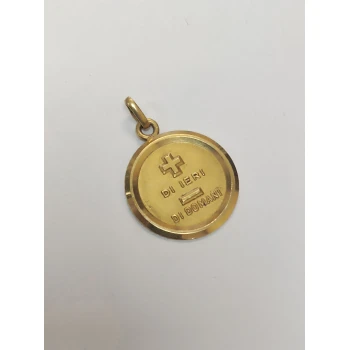 +
DI IERI
−
DI DOMANI